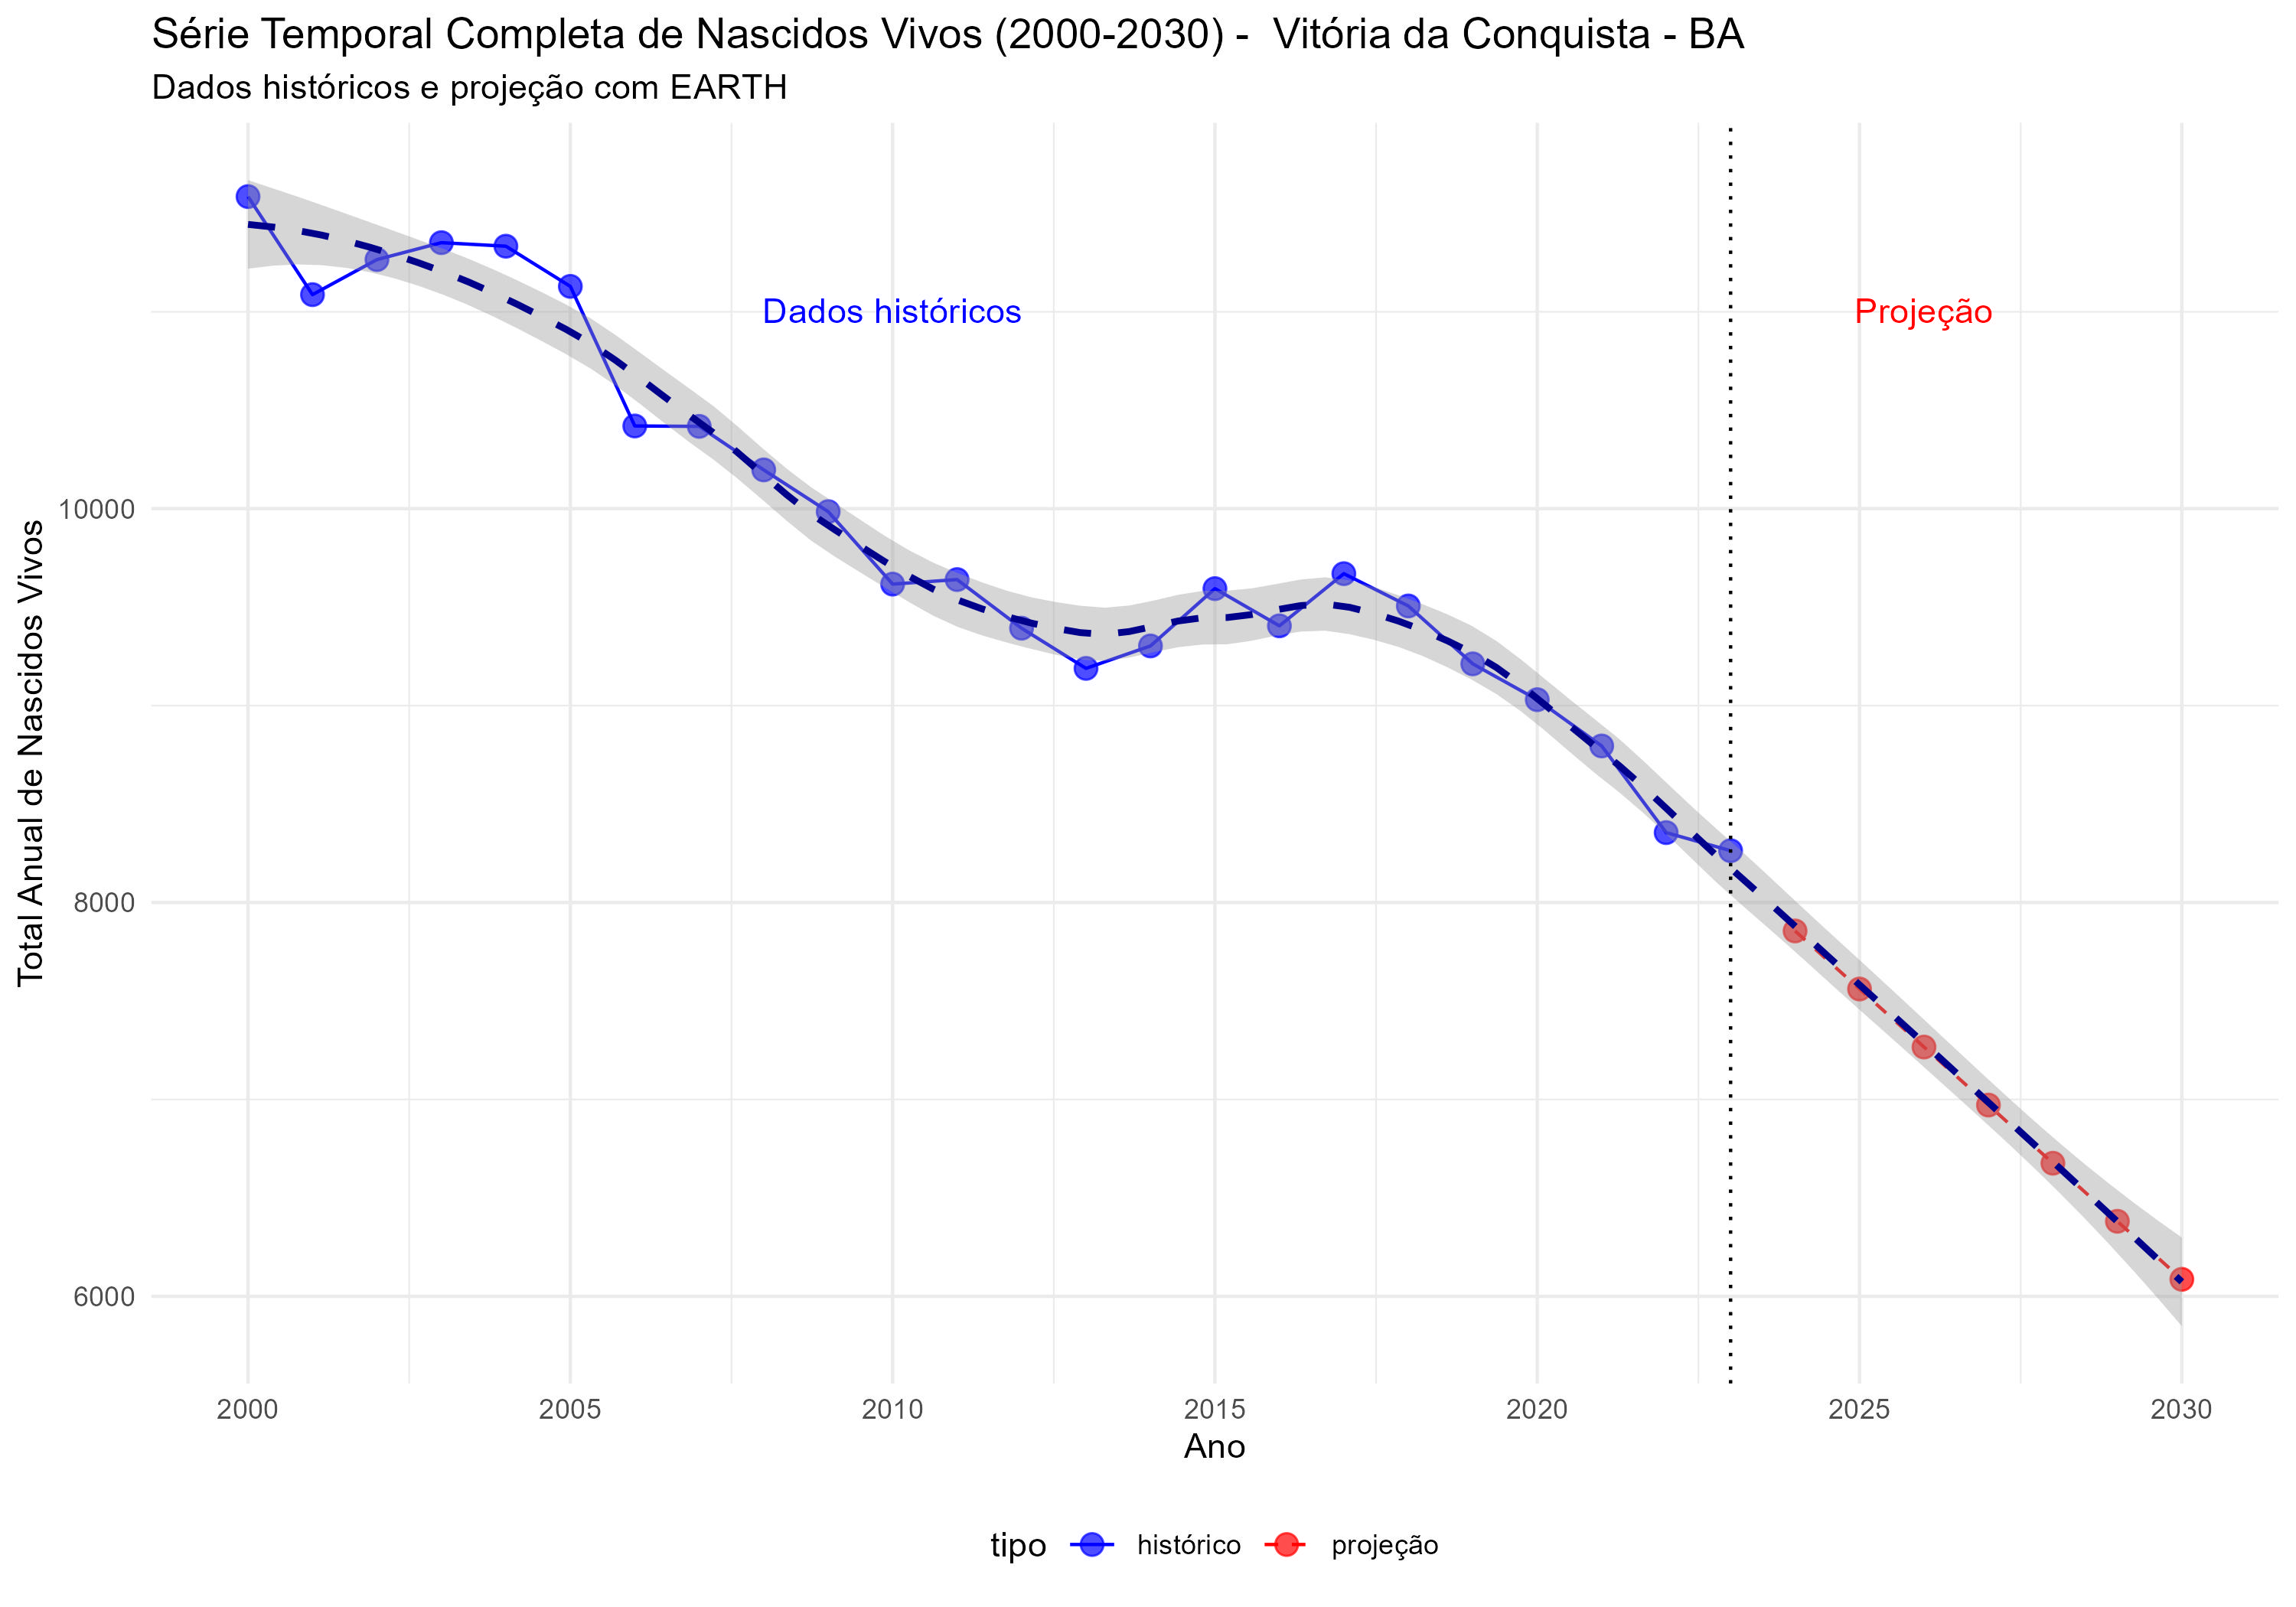 Série Temporal Completa de Nascidos Vivos (2000-2030) -  Vitória da Conquista - BA
Dados históricos e projeção com EARTH
Total Anual de Nascidos Vivos
10000
8000
6000
Dados históricos
Projeção
2000
2005
2010
2015
2020
2025
2030
Ano
tipo
histórico
projeção